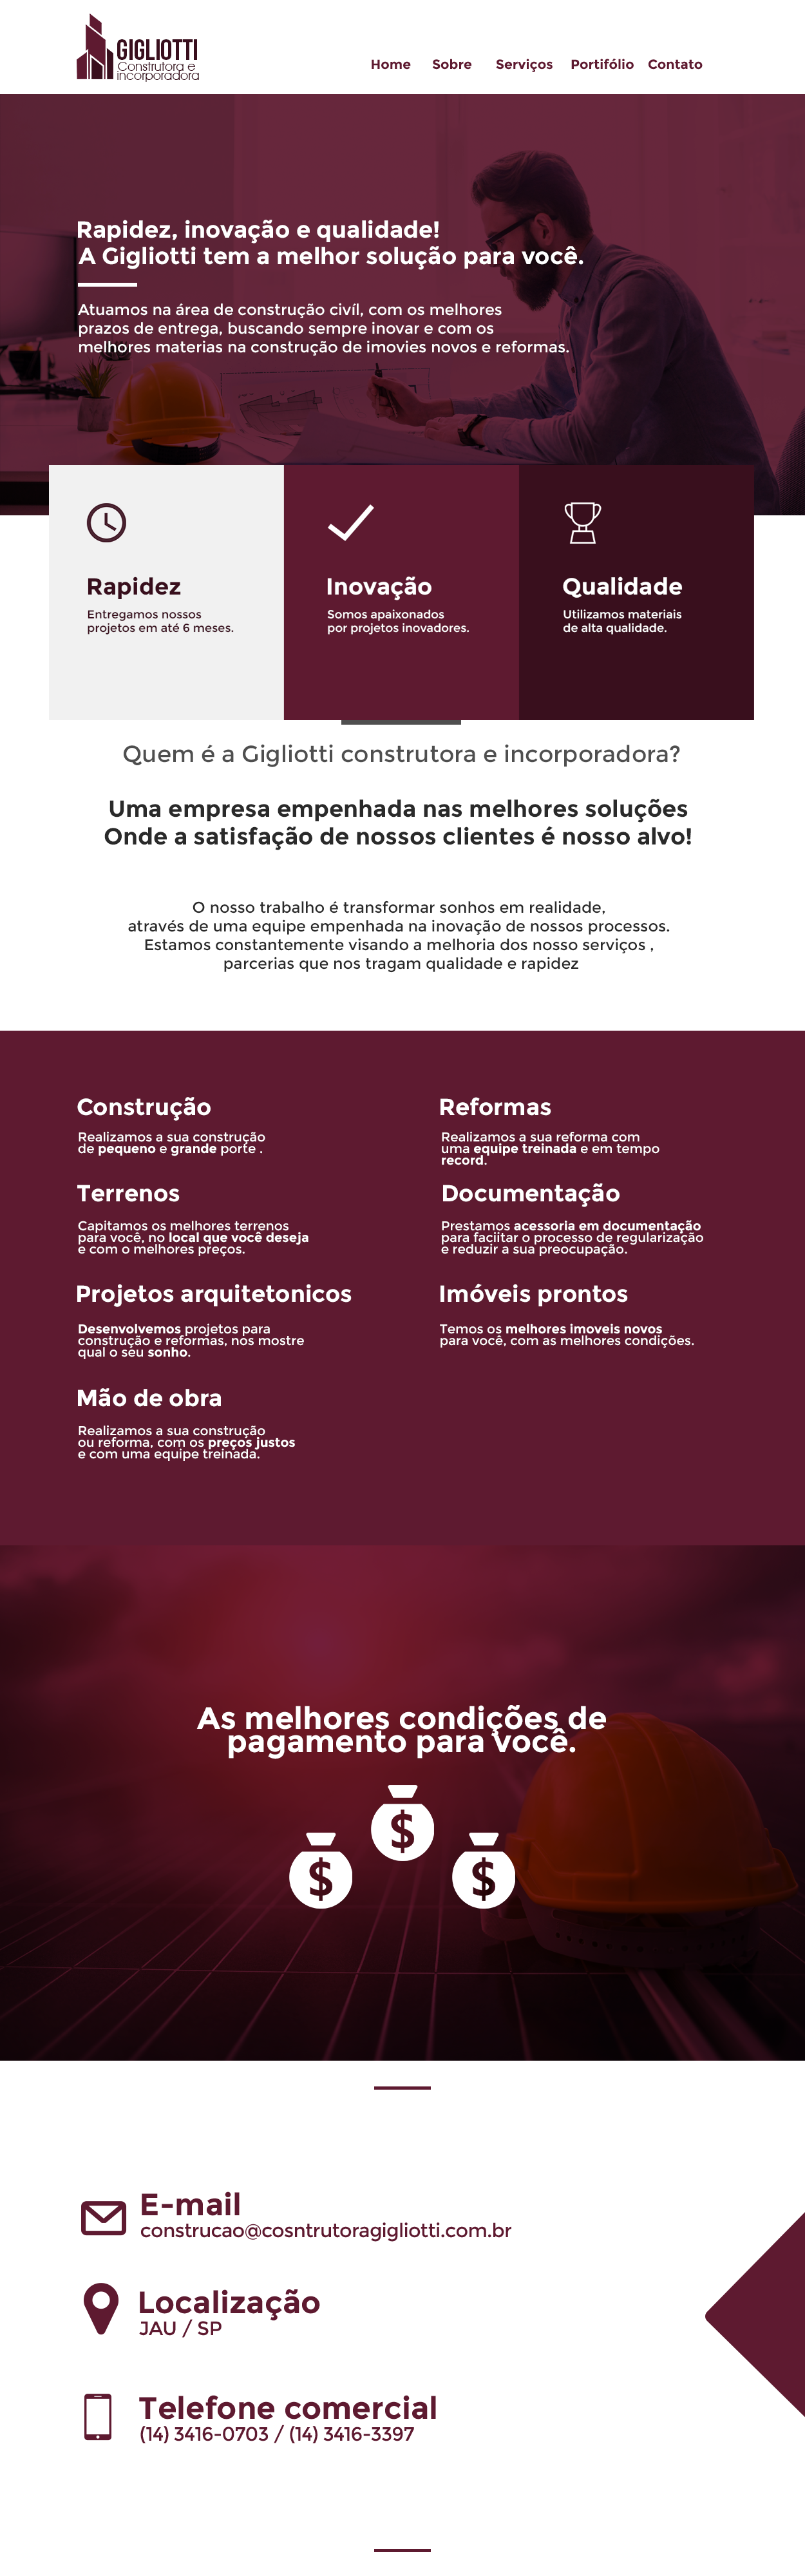 GIGLIOTTI
Construtora e
incorporadora
Home Sobre Serviços Portifólio Contato
Rapidez, inovação e qualidade!
A Gigliotti tem a melhor solução para você.
Atuamos na área de construção civíl, com os melhores
prazos de entrega, buscando sempre inovar e com os
melhores materias na construção de imovies novos e reformas.
Rapidez
Entregamos nossos
projetos em até 6 meses.
Inovação
Somos apaixonados
por projetos inovadores.
Qualidade
Utilizamos materiais
de alta qualidade.
Quem é a Gigliotti construtora e incorporadora?
Uma empresa empenhada nas melhores soluções
Onde a satisfação de nossos clientes é nosso alvo!
O nosso trabalho é transformar sonhos em realidade,
através de uma equipe empenhada na inovação de nossos processos.
Estamos constantemente visando a melhoria dos nosso serviços ,
parcerias que nos tragam qualidade e rapidez
Construção
Realizamos a sua construção
de pequeno e grande porte .
Reformas
Realizamos a sua reforma com
uma equipe treinada e em tempo
record.
Terrenos
Capitamos os melhores terrenos
para você, no local que você deseja
e com o melhores preços.
Documentação
Prestamos acessoria em documentação
para faciitar o processo de regularização
e reduzir a sua preocupação.
Projetos arquitetonicos
Desenvolvemos projetos para
construção e reformas, nos mostre
qual o seu sonho.
Imóveis prontos
Temos os melhores imoveis novos
para você, com as melhores condições.
Mão de obra
Realizamos a sua construção
ou reforma, com os preços justos
e com uma equipe treinada.
As melhores condições de
pagamento para você.
$
$ $
E-mail
construcao@cosntrutoragigliotti.com.br
Localização
JAU / SP
Telefone comercial
(14) 3416-0703 / (14) 3416-3397